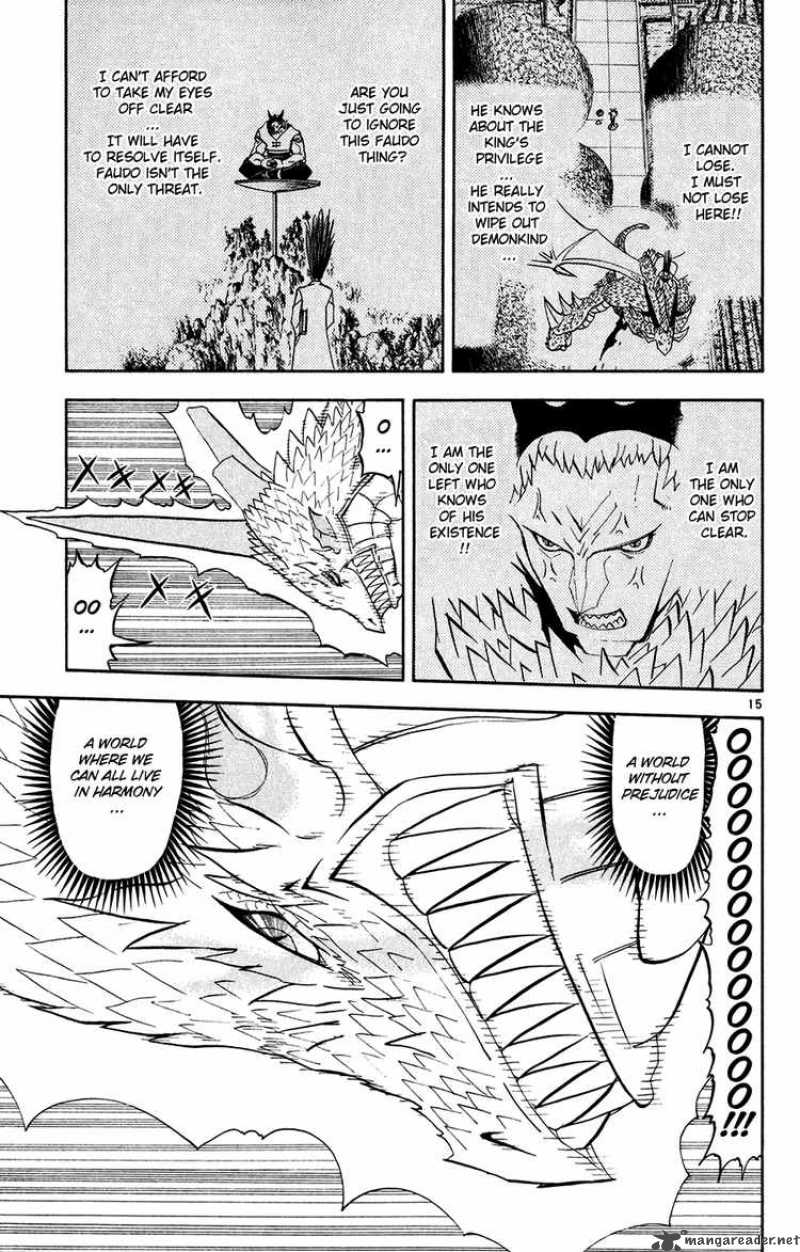 I CANNOT
LOSE.
I MUST
NOT LOSE
HERE!!
HE KNOWS
ABOUT THE
KING'S
PRIVILEGE
...
HE REALLY
INTENDS TO
WIPE OUT
DEMONKIND
...
ARE YOU
JUST GOING
TO IGNORE
THIS FAUDO
THING?
I CAN'T AFFORD
TO TAKE MY EYES
OFF CLEAR
...
IT WILL HAVE
TO RESOLVE ITSELF.
FAUDO ISN'T THE
ONLY THREAT.
I AM
THE ONLY
ONE WHO
CAN STOP
CLEAR.
I AM THE
ONLY ONE
LEFT WHO
KNOWS
OF HIS
EXISTENCE
!!
O
...
OO
...
15
A WORLD
WITHOUT
PREJUDICE
...
A WORLD
WHERE WE
CAN ALL LIVE
IN HARMONY
...
OOOOOOOOOOOOOO!!!
mangareader.net